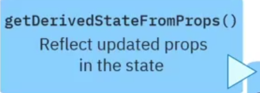 getDerivedStateFromProps()
Reflect updated props
in the state